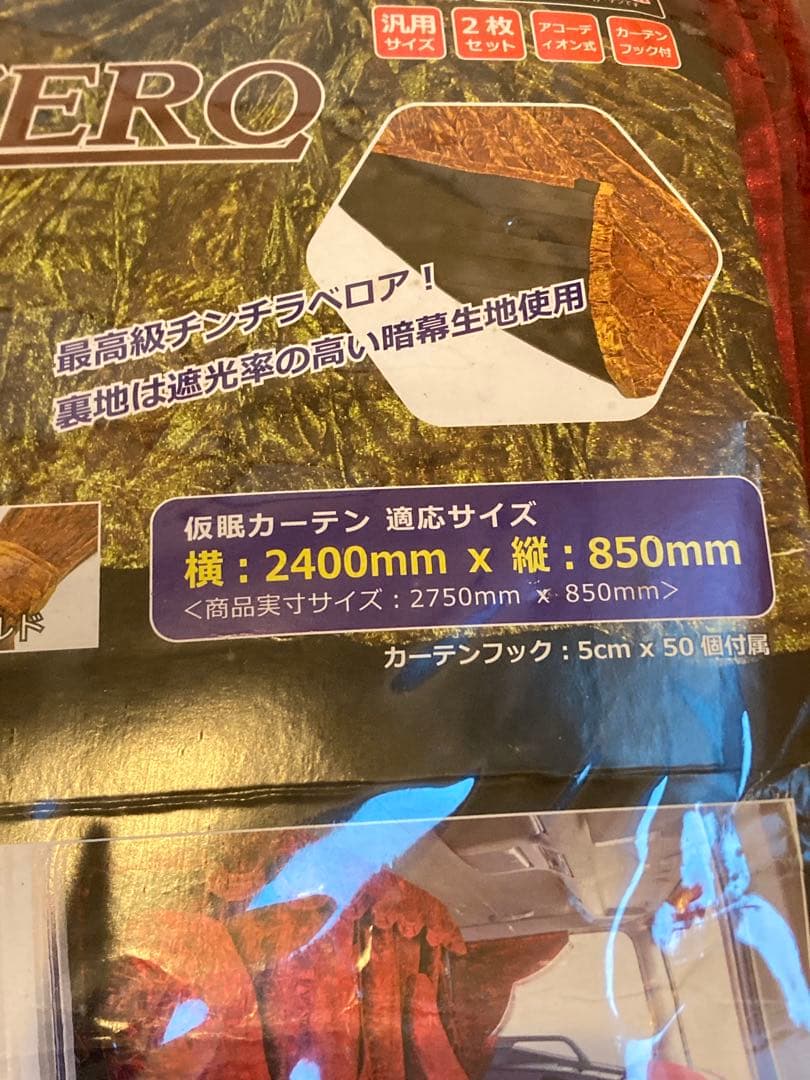 汎用
サイズ
2枚
セット
アコーデ
ィオン式
カーテン
フック付
ERO
最高級チンチラベロア！
裏地は遮光率の高い暗幕生地使用
仮眠カーテン 適応サイズ
横：2400mm x 縦：850mm
＜商品実寸サイズ：2750mm x 850mm＞
ルド
カーテンフック：5cm x 50 個付属